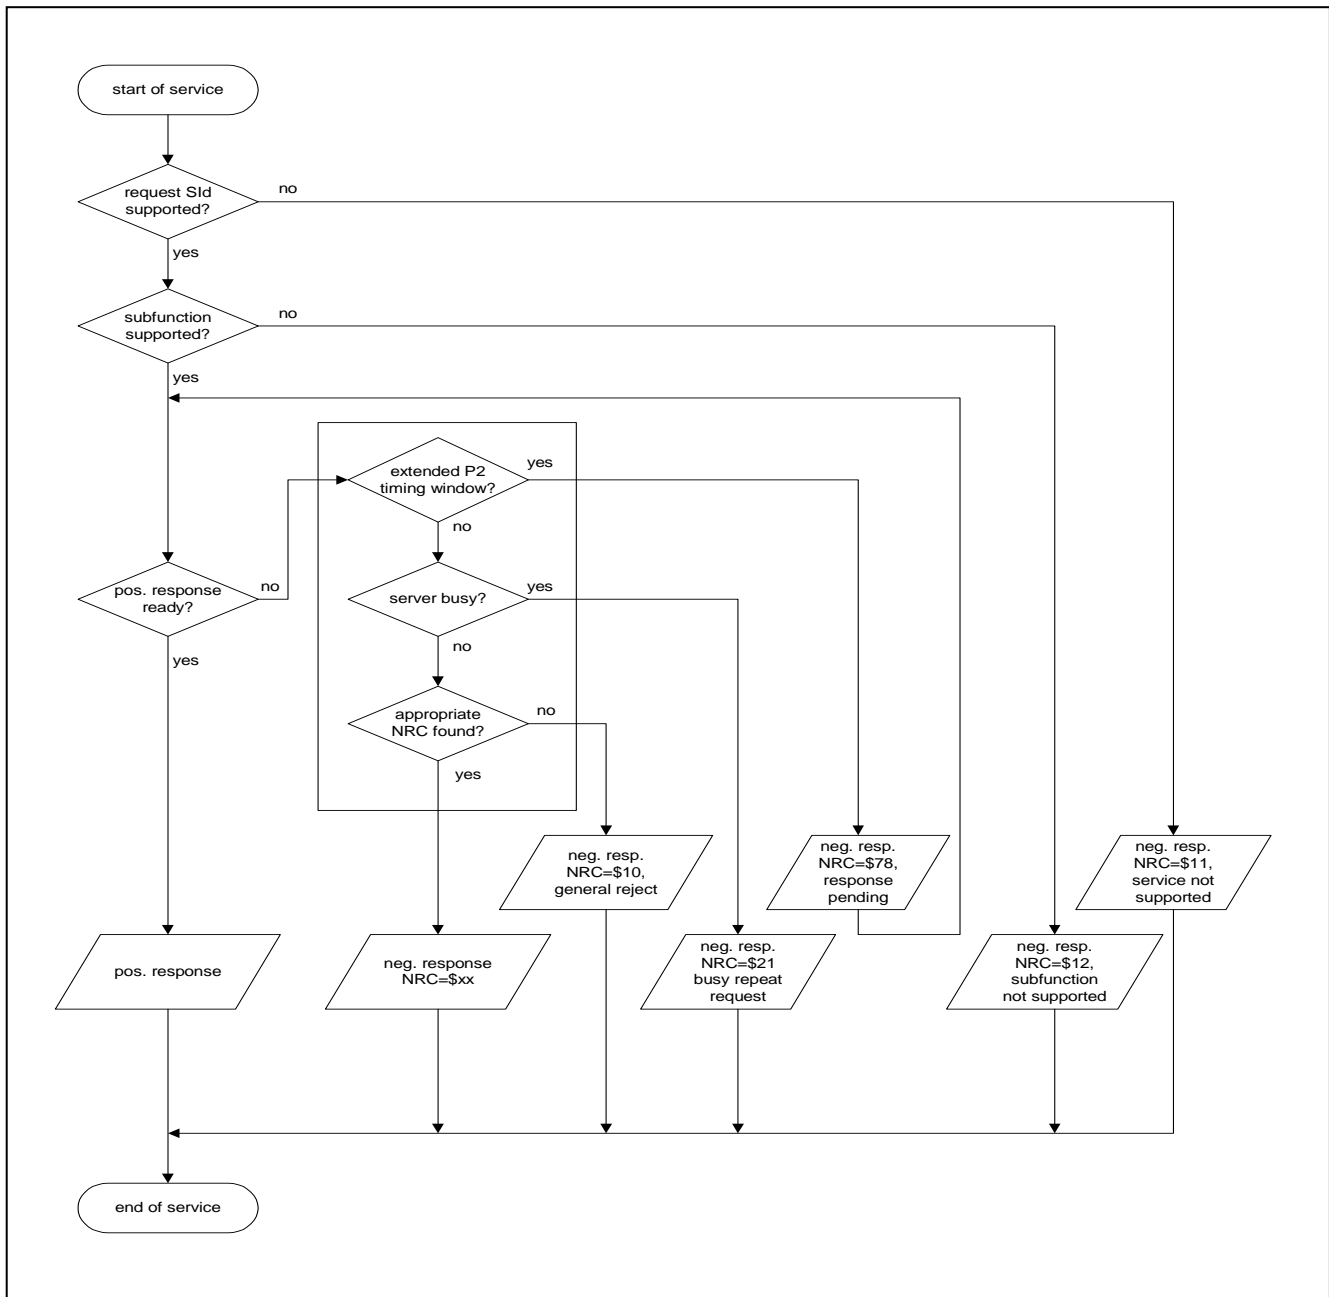 start of service
request SId
supported?
no
yes
subfunction
supported?
no
yes
extended P2
timing window?
yes
no
pos. response
ready?
no
yes
server busy?
yes
no
appropriate
NRC found?
no
yes
neg. resp.
NRC=$10,
general reject
neg. resp.
NRC=$78,
response
pending
neg. resp.
NRC=$11,
service not
supported
pos. response
neg. response
NRC=$xx
neg. resp.
NRC=$21
busy repeat
request
neg. resp.
NRC=$12,
subfunction
not supported
end of service